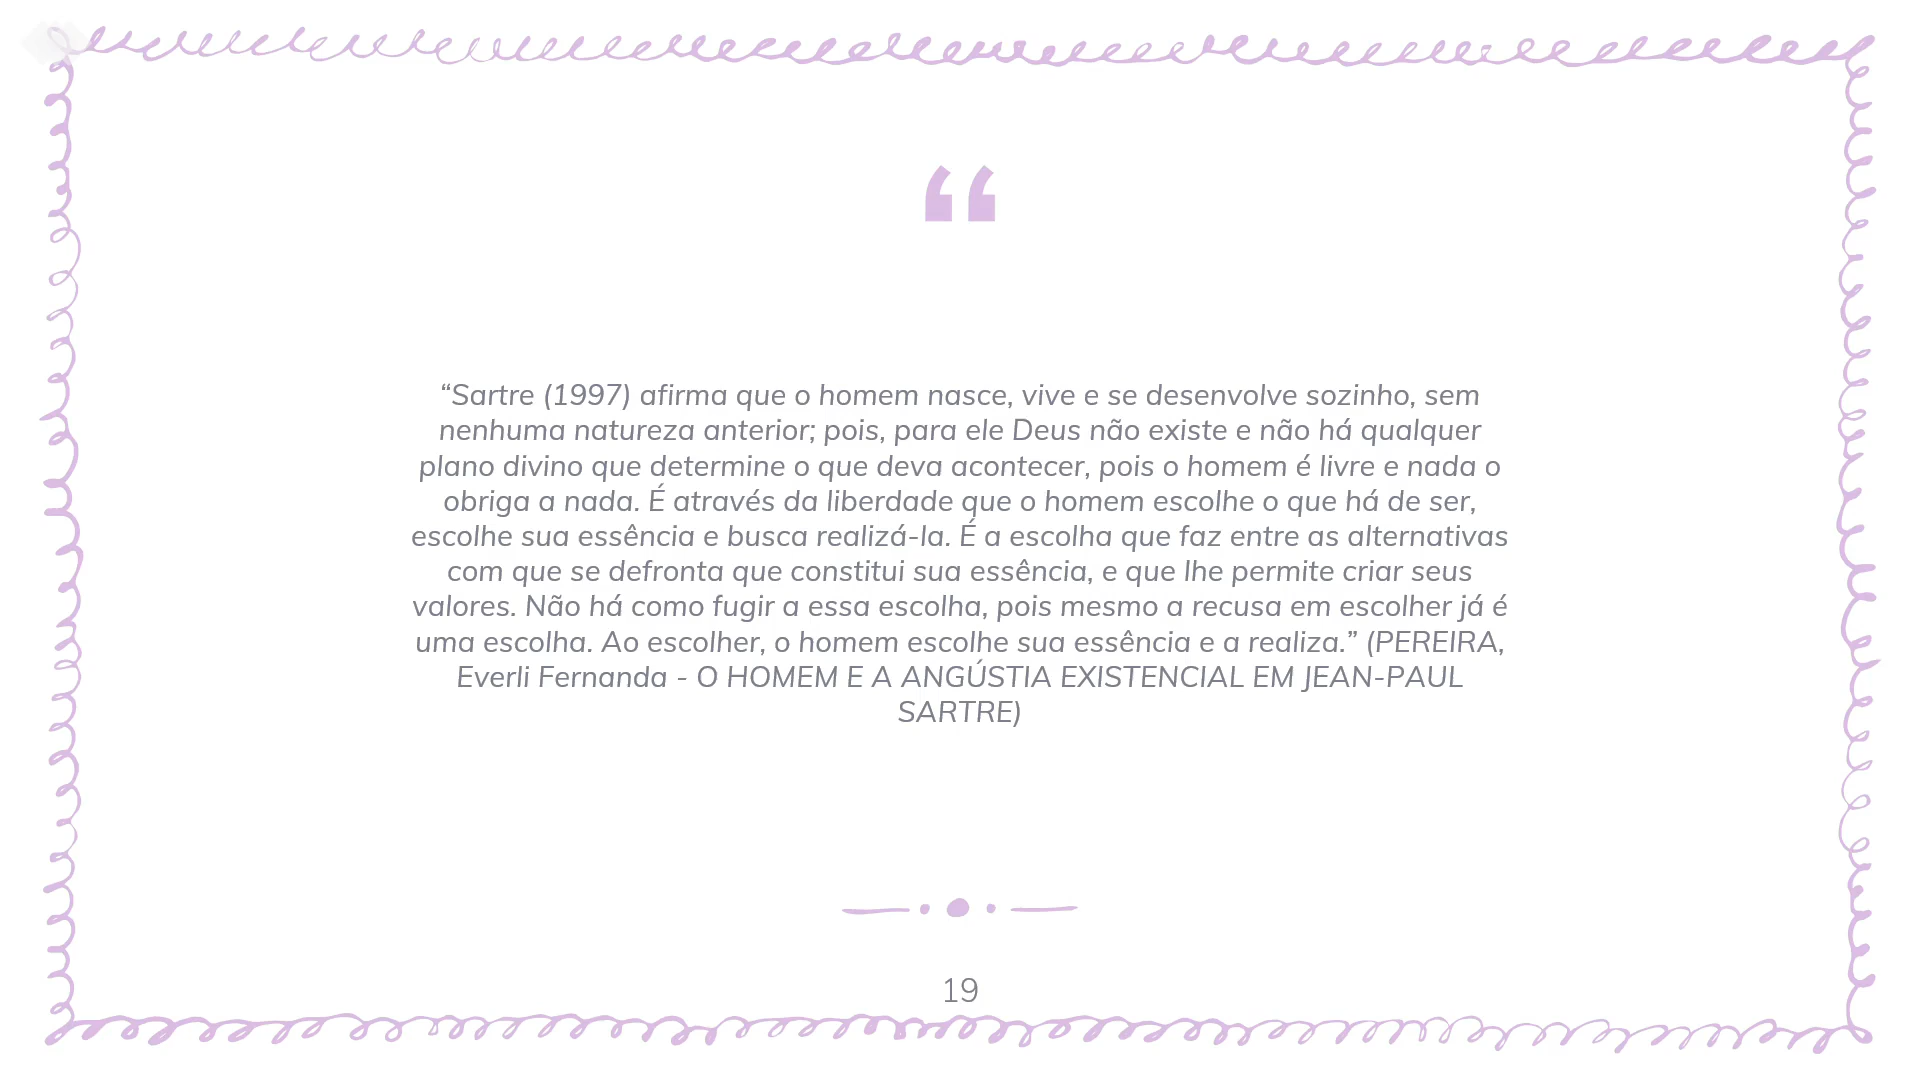 “
“Sartre (1997) afirma que o homem nasce, vive e se desenvolve sozinho, sem
nenhuma natureza anterior; pois, para ele Deus não existe e não há qualquer
plano divino que determine o que deva acontecer, pois o homem é livre e nada o
obriga a nada. É através da liberdade que o homem escolhe o que há de ser,
escolhe sua essência e busca realizá-la. É a escolha que faz entre as alternativas
com que se defronta que constitui sua essência, e que lhe permite criar seus
valores. Não há como fugir a essa escolha, pois mesmo a recusa em escolher já é
uma escolha. Ao escolher, o homem escolhe sua essência e a realiza.” (PEREIRA,
Everli Fernanda - O HOMEM E A ANGÚSTIA EXISTENCIAL EM JEAN-PAUL
SARTRE)
19